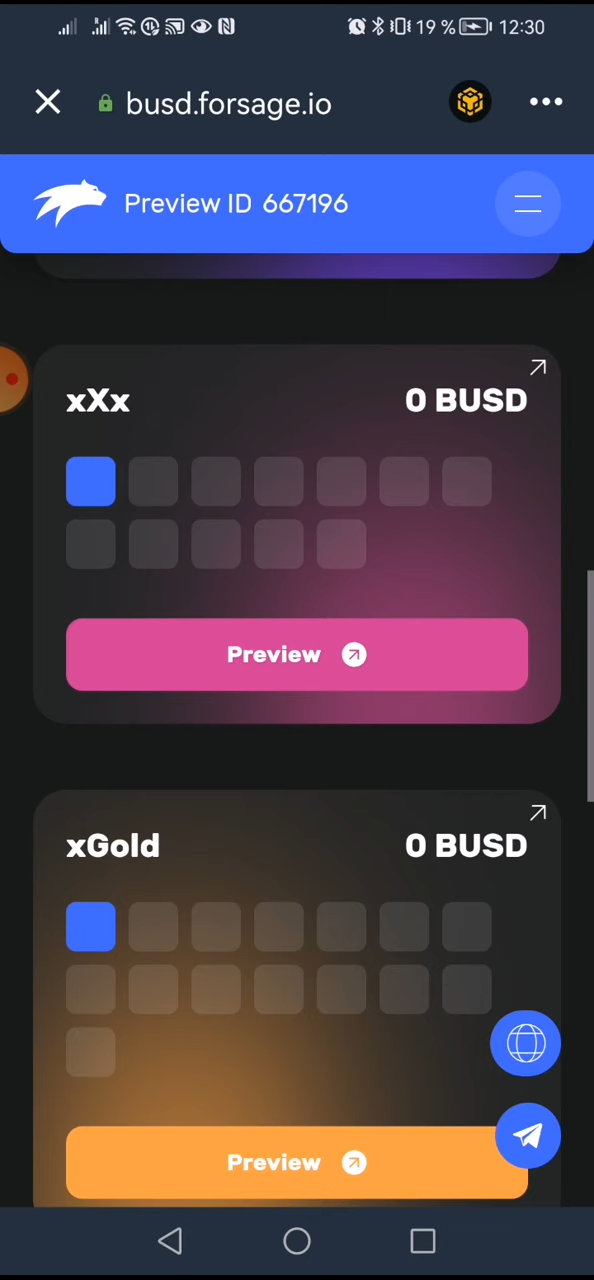 19 % 12:30
busd.forsage.io
Preview ID 667196
xXx 0 BUSD
Preview
xGold 0 BUSD
Preview